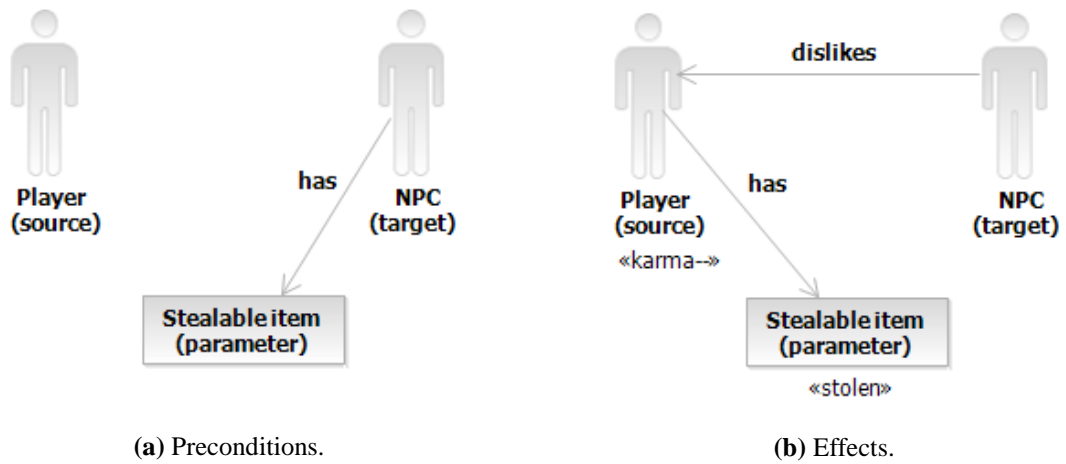 has
Player
(source)
NPC
(target)
Stealable item
(parameter)
(a) Preconditions.
dislikes
has
Player
(source)
«karma--»
NPC
(target)
Stealable item
(parameter)
«stolen»
(b) Effects.